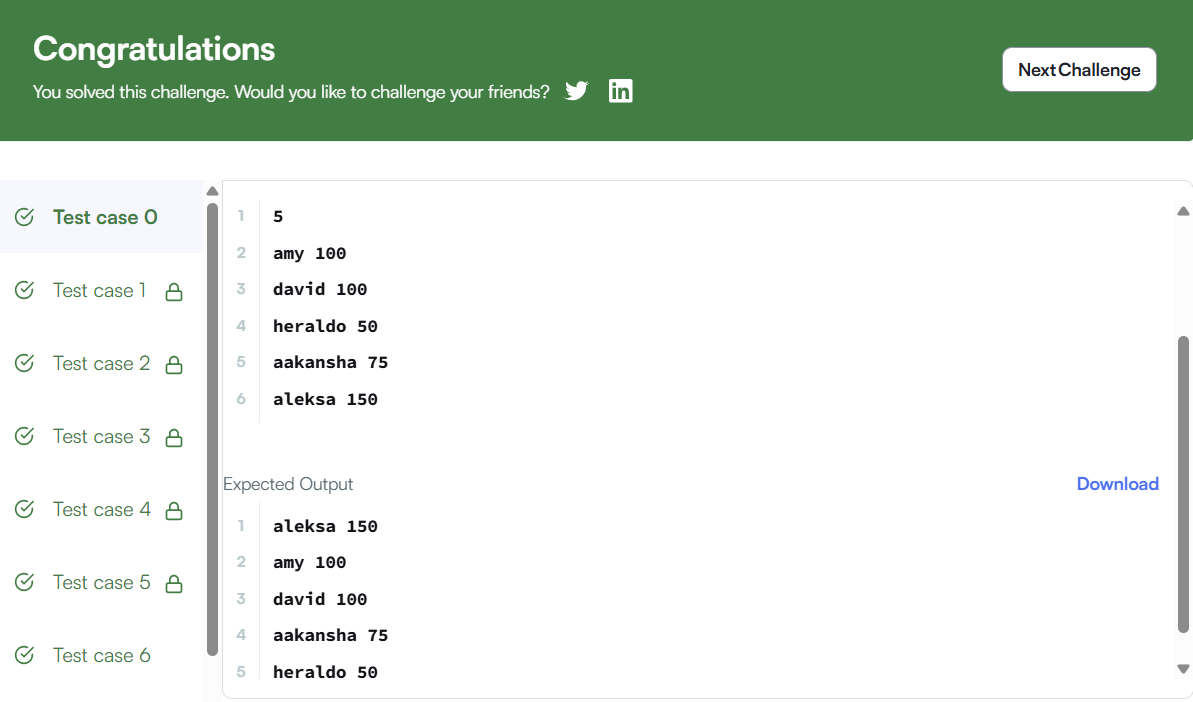 Congratulations
You solved this challenge. Would you like to challenge your friends?
in
Next Challenge
Test case 0
Test case 1
Test case 2
Test case 3
Test case 4
Test case 5
Test case 6
1 5
2 amy 100
3 david 100
4 heraldo 50
5 aakansha 75
6 aleksa 150
Expected Output
Download
1 aleksa 150
2 amy 100
3 david 100
4 aakansha 75
5 heraldo 50